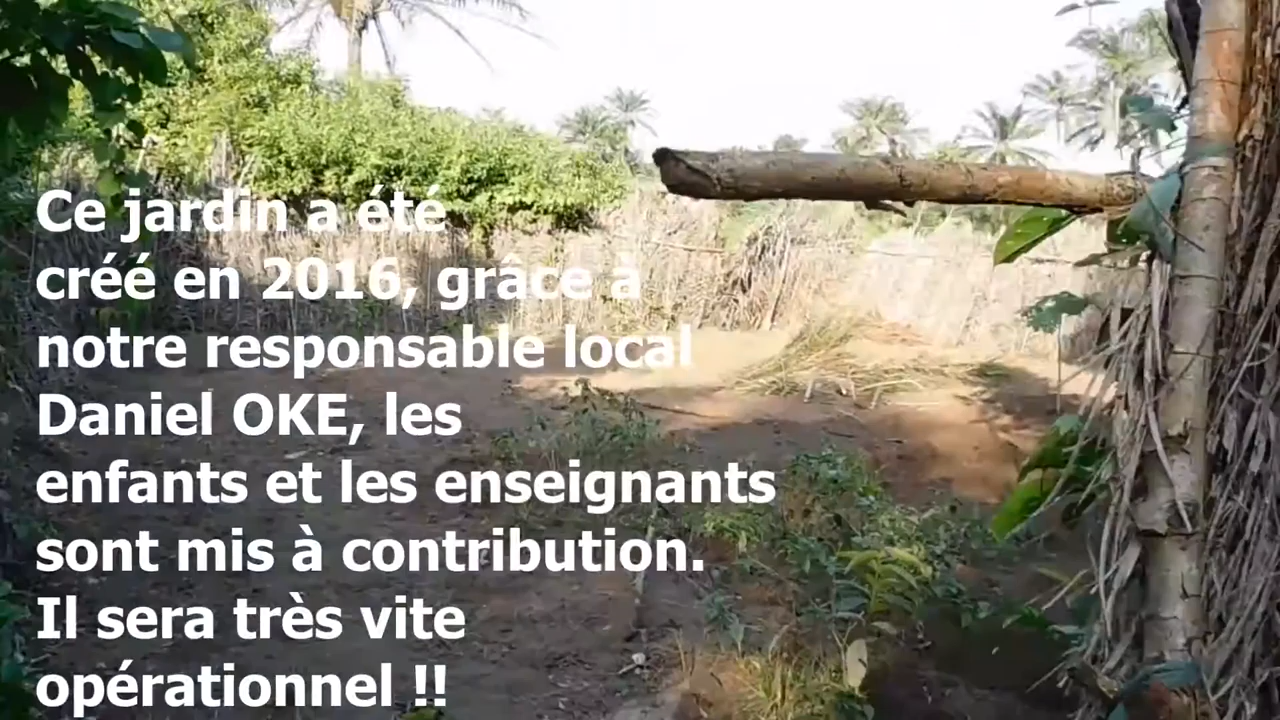 Ce jardin a été
créé en 2016, grâce à
notre responsable local
Daniel OKE, les
enfants et les enseignants
sont mis à contribution.
Il sera très vite
opérationnel !!